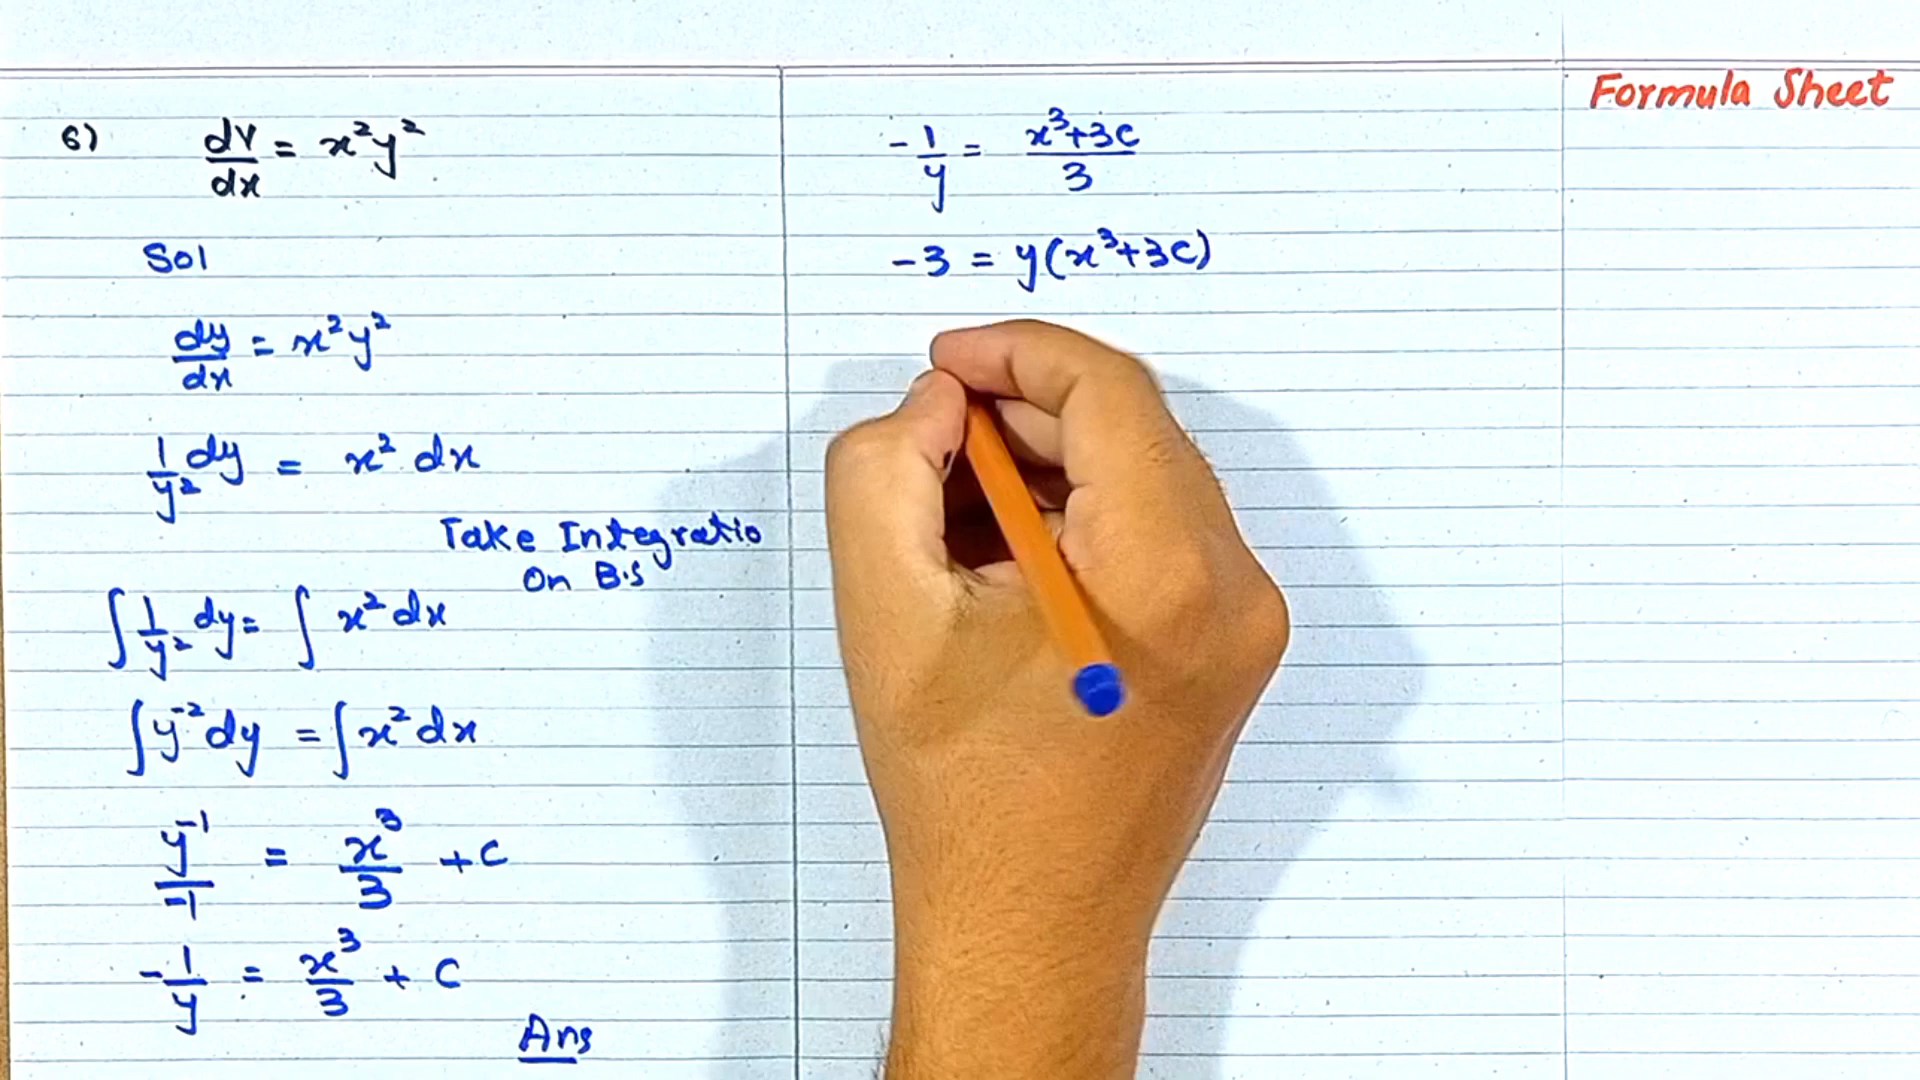 6) dy/dx = x²y²
Sol
dy/dx = x²y²
1/y² dy = x² dx
Take Integratio
On B.S
∫ 1/y² dy = ∫ x² dx
∫ y⁻² dy = ∫ x² dx
y⁻¹/-1 = x³/3 + c
-1/y = x³/3 + C
Ans
-1/y = x³+3c/3
-3 = y(x³+3c)
Formula Sheet